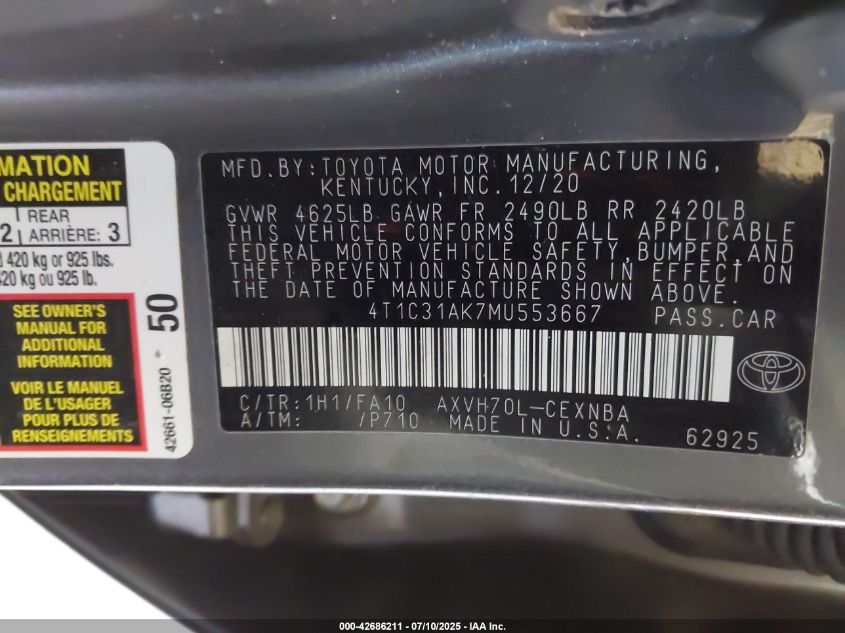 MATION
CHARGEMENT
2 | REAR
ARRIÈRE: 3
420 kg or 925 lbs.
420 kg ou 925 lb.
SEE OWNER'S
MANUAL FOR
ADDITIONAL
INFORMATION
VOIR LE MANUEL
DE L'USAGER
POUR PLUS DE
RENSEIGNEMENTS
42661-06B20 * 50
MFD.BY:TOYOTA MOTOR MANUFACTURING,
KENTUCKY,INC.12/20
GVWR 4625LB GAWR FR 2490LB RR 2420LB
THIS VEHICLE CONFORMS TO ALL APPLICABLE
FEDERAL MOTOR VEHICLE SAFETY,BUMPER,AND
THEFT PREVENTION STANDARDS IN EFFECT ON
THE DATE OF MANUFACTURE SHOWN ABOVE.
4T1C31AK7MU553667 PASS.CAR
C/TR:1H1/FA10 AXVH70L-CEXNBA
A/TM: /P710 MADE IN U.S.A. 62925
000-42686211 - 07/10/2025 - IAA Inc.